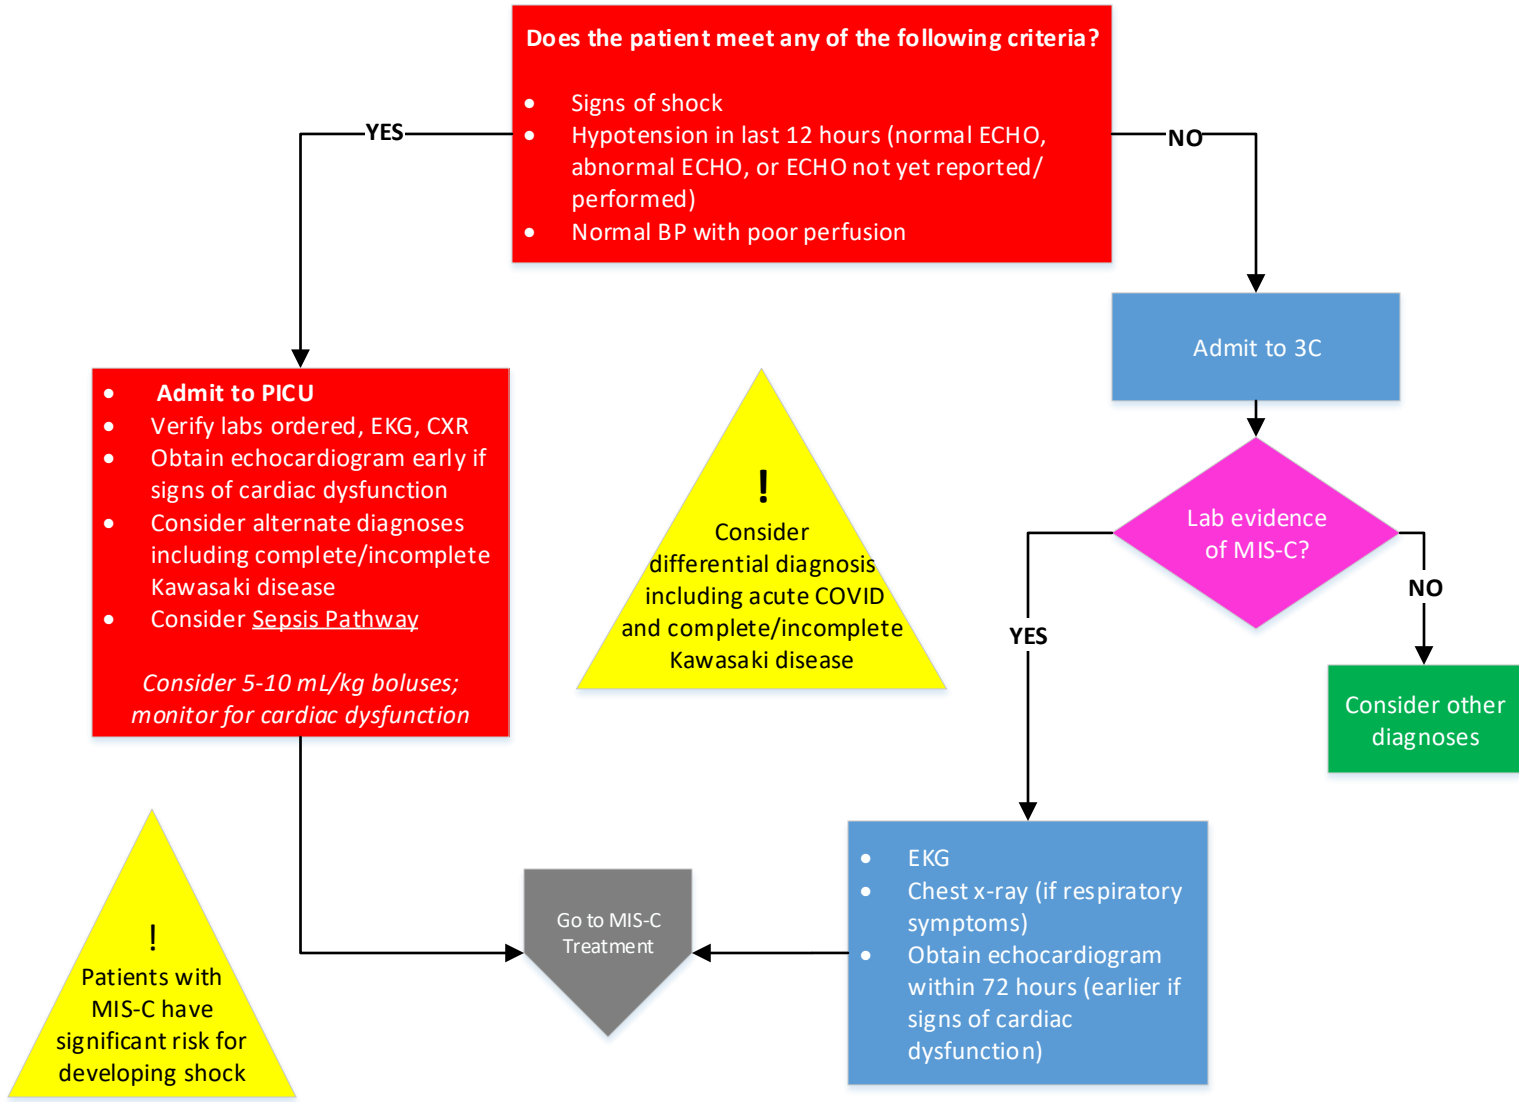 Does the patient meet any of the following criteria?
• Signs of shock
• Hypotension in last 12 hours (normal ECHO,
abnormal ECHO, or ECHO not yet reported/
performed)
• Normal BP with poor perfusion
YES
NO
Admit to 3C
• Admit to PICU
• Verify labs ordered, EKG, CXR
• Obtain echocardiogram early if
signs of cardiac dysfunction
• Consider alternate diagnoses
including complete/incomplete
Kawasaki disease
• Consider Sepsis Pathway
Consider 5-10 mL/kg boluses;
monitor for cardiac dysfunction
!
Consider
differential diagnosis
including acute COVID
and complete/incomplete
Kawasaki disease
Lab evidence
of MIS-C?
YES
NO
Consider other
diagnoses
• EKG
• Chest x-ray (if respiratory
symptoms)
• Obtain echocardiogram
within 72 hours (earlier if
signs of cardiac
dysfunction)
Go to MIS-C
Treatment
!
Patients with
MIS-C have
significant risk for
developing shock